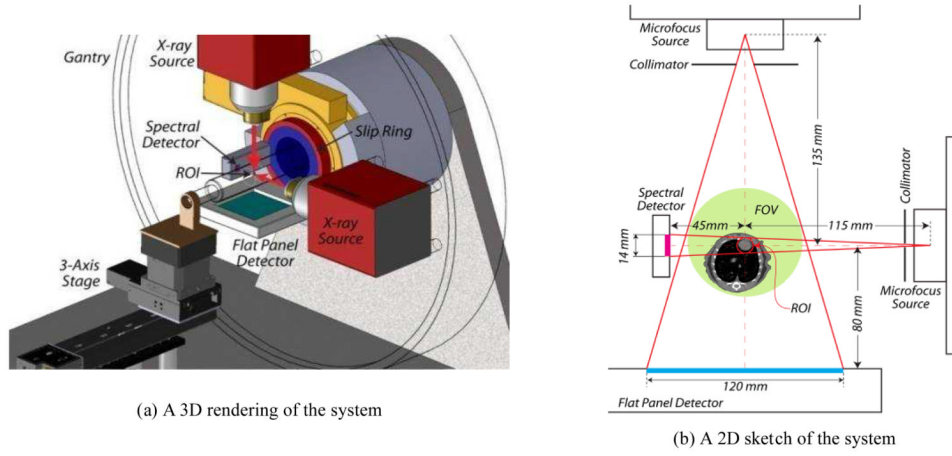 Gantry
X-ray
Source
Spectral
Detector
ROI
Slip Ring
Flat Panel
Detector
X-ray
Source
3-Axis
Stage
(a) A 3D rendering of the system
Microfocus
Source
Collimator
135 mm
Collimator
Spectral
Detector
FOV
45mm
115 mm
14 mm
Microfocus
Source
ROI
80 mm
120 mm
Flat Panel Detector
(b) A 2D sketch of the system